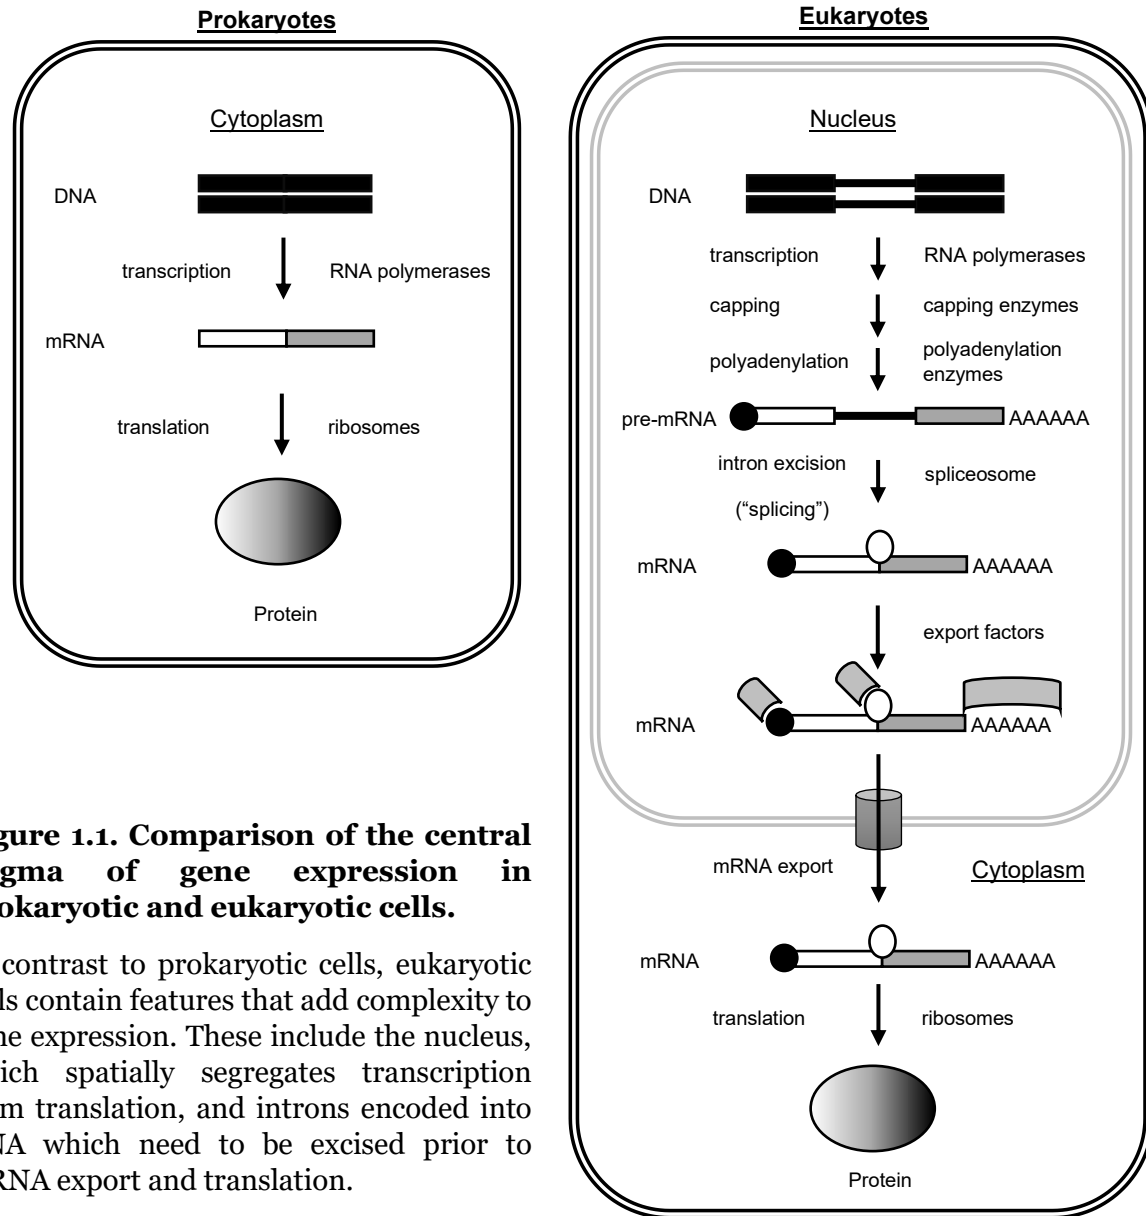 Prokaryotes
Cytoplasm
DNA
transcription RNA polymerases
mRNA
translation ribosomes
Protein
Eukaryotes
Nucleus
DNA
transcription RNA polymerases
capping capping enzymes
polyadenylation polyadenylation
enzymes
pre-mRNA AAAAAA
intron excision spliceosome
(“splicing”)
mRNA AAAAAA
export factors
mRNA AAAAAA
mRNA export Cytoplasm
mRNA AAAAAA
translation ribosomes
Protein
gure 1.1. Comparison of the central
gma of gene expression in
okaryotic and eukaryotic cells.
contrast to prokaryotic cells, eukaryotic
ls contain features that add complexity to
ne expression. These include the nucleus,
ich spatially segregates transcription
m translation, and introns encoded into
NA which need to be excised prior to
RNA export and translation.